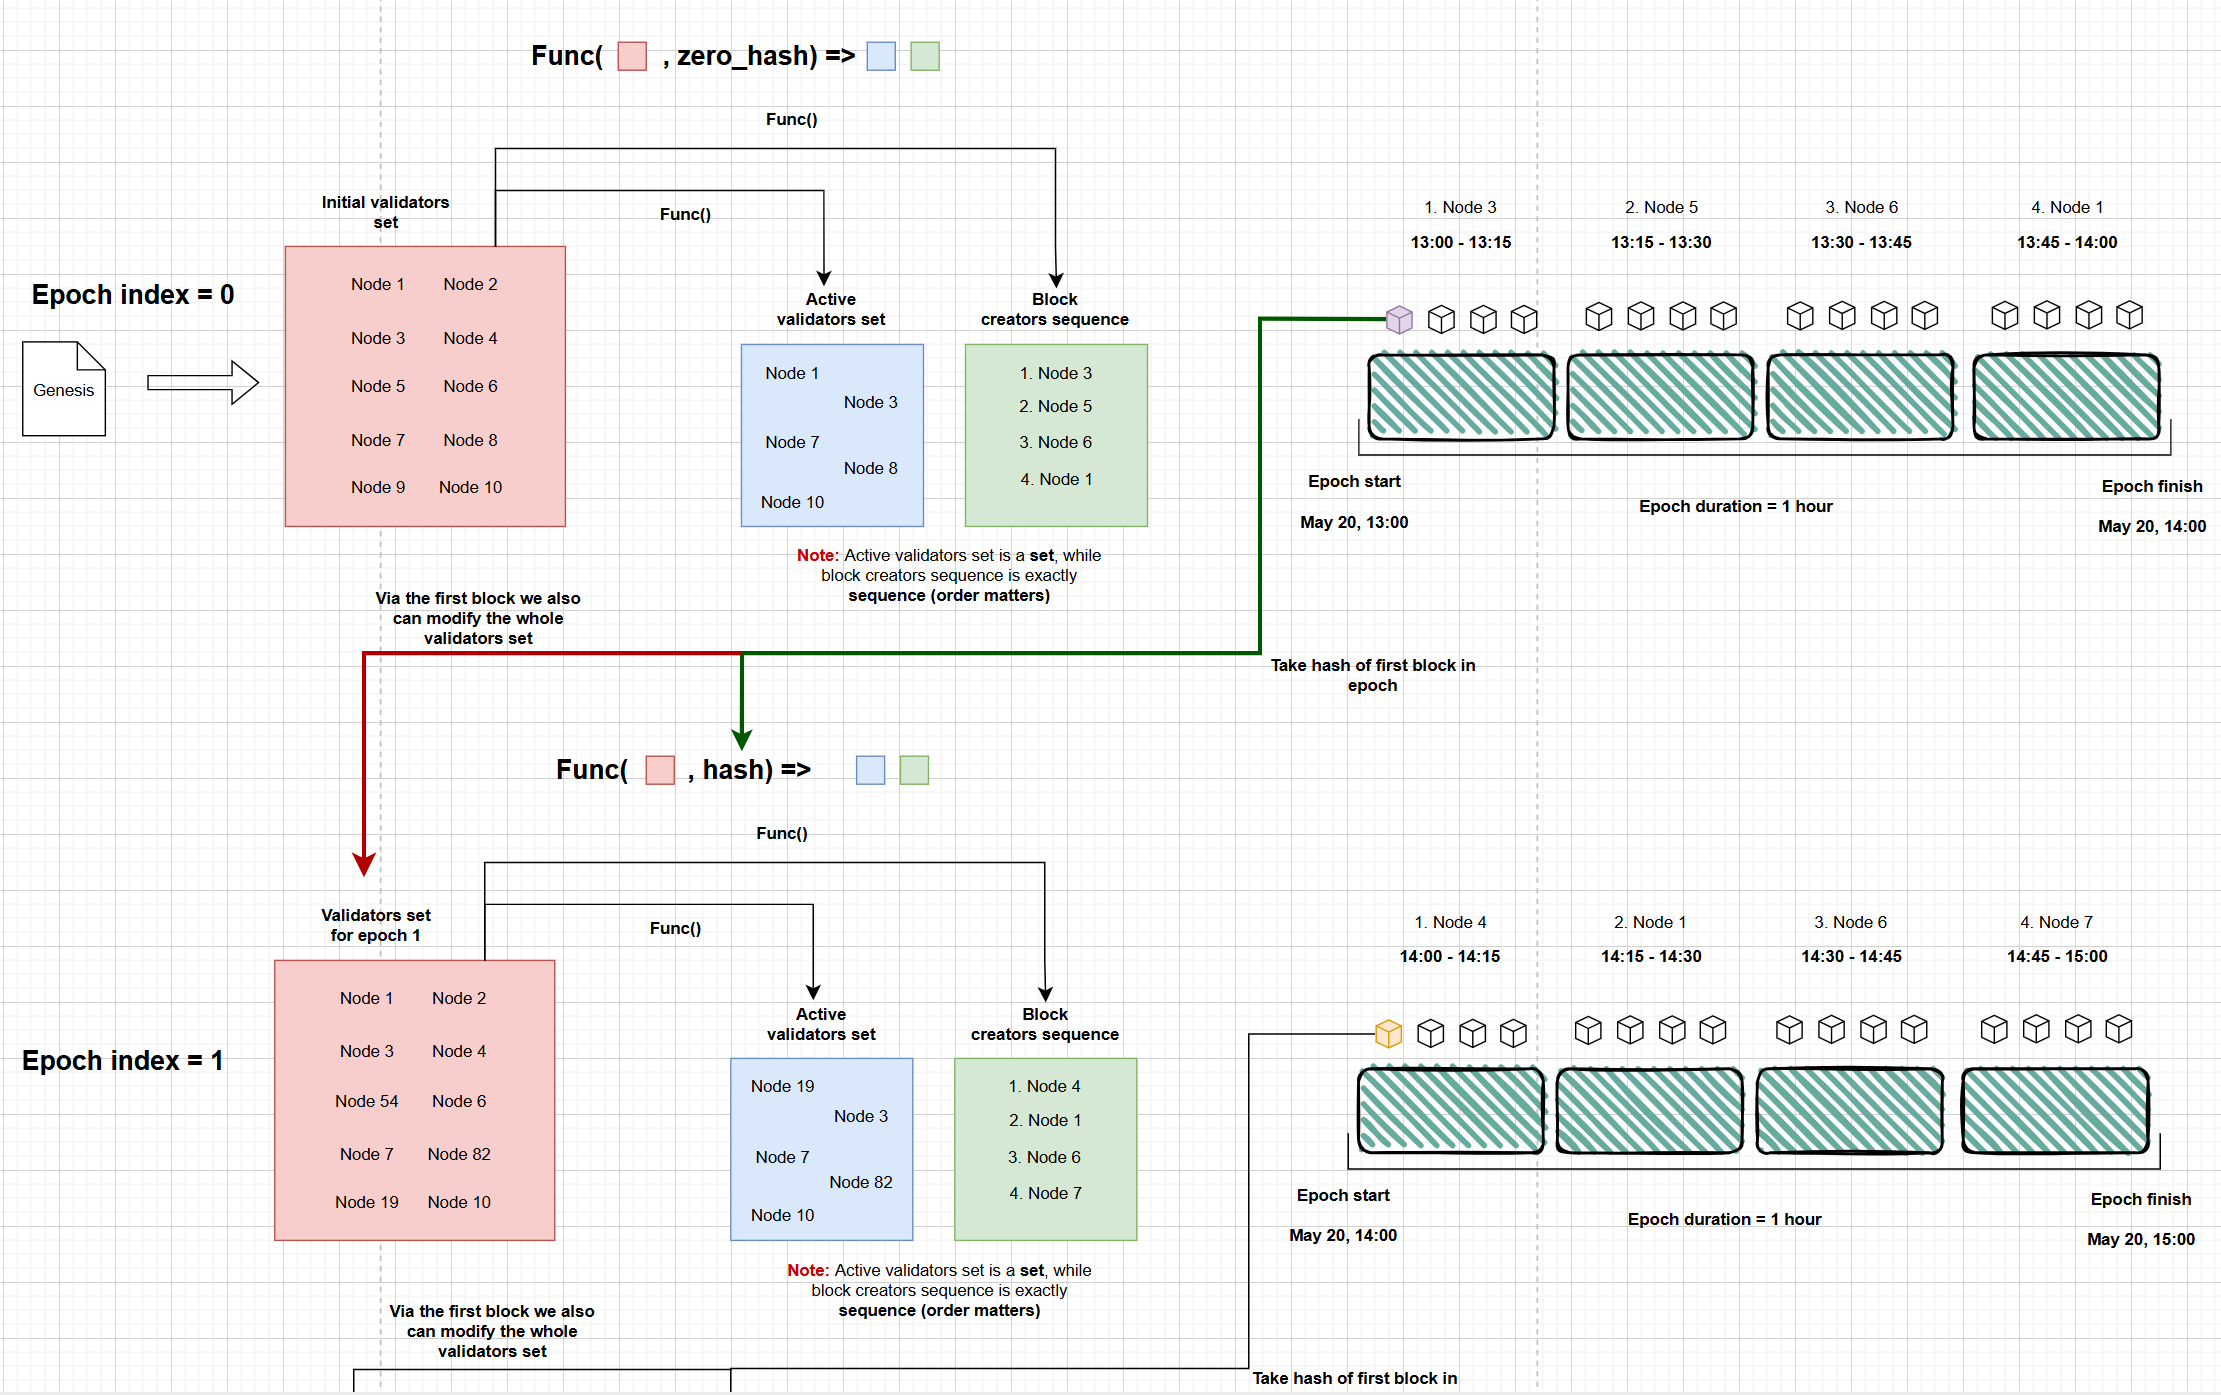 Func( , zero_hash) =>
Func()
Func()
Initial validators
set
Epoch index = 0
Genesis
Node 1 Node 2
Node 3 Node 4
Node 5 Node 6
Node 7 Node 8
Node 9 Node 10
Active
validators set
Node 1
Node 3
Node 7
Node 8
Node 10
Block
creators sequence
1. Node 3
2. Node 5
3. Node 6
4. Node 1
Note: Active validators set is a set, while
block creators sequence is exactly
sequence (order matters)
1. Node 3
13:00 - 13:15
2. Node 5
13:15 - 13:30
3. Node 6
13:30 - 13:45
4. Node 1
13:45 - 14:00
Epoch start
May 20, 13:00
Epoch duration = 1 hour
Epoch finish
May 20, 14:00
Via the first block we also
can modify the whole
validators set
Take hash of first block in
epoch
Func( , hash) =>
Func()
Func()
Validators set
for epoch 1
Epoch index = 1
Node 1 Node 2
Node 3 Node 4
Node 54 Node 6
Node 7 Node 82
Node 19 Node 10
Active
validators set
Node 19
Node 3
Node 7
Node 82
Node 10
Block
creators sequence
1. Node 4
2. Node 1
3. Node 6
4. Node 7
Note: Active validators set is a set, while
block creators sequence is exactly
sequence (order matters)
1. Node 4
14:00 - 14:15
2. Node 1
14:15 - 14:30
3. Node 6
14:30 - 14:45
4. Node 7
14:45 - 15:00
Epoch start
May 20, 14:00
Epoch duration = 1 hour
Epoch finish
May 20, 15:00
Via the first block we also
can modify the whole
validators set
Take hash of first block in